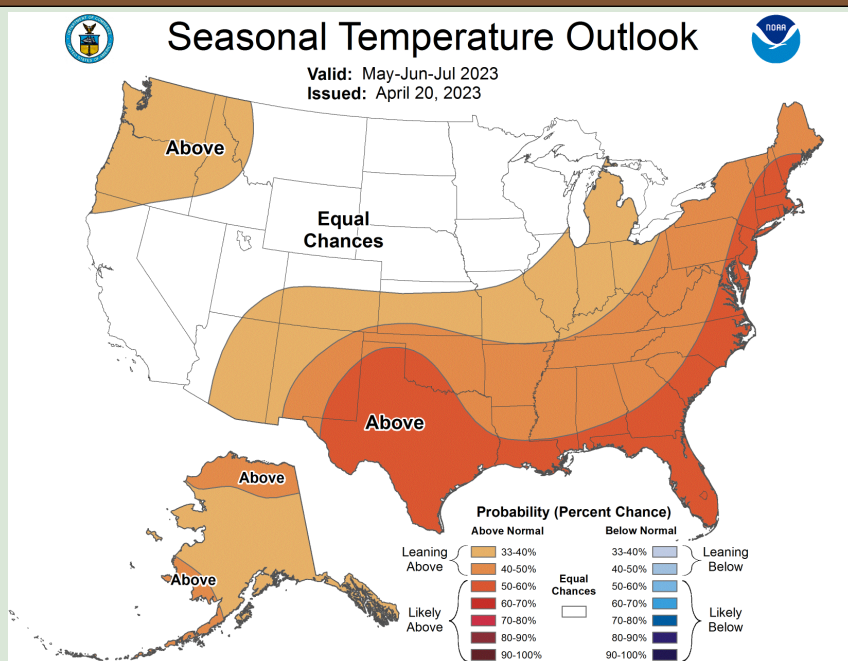 Seasonal Temperature Outlook
NOAA
Valid: May-Jun-Jul 2023
Issued: April 20, 2023
Above
Equal
Chances
Above
Above
Above
Probability (Percent Chance)
Above Normal
Below Normal
Leaning
Above
33-40%
40-50%
Likely
Above
50-60%
60-70%
70-80%
80-90%
90-100%
Equal
Chances
33-40%
40-50%
Leaning
Below
50-60%
60-70%
70-80%
80-90%
90-100%
Likely
Below